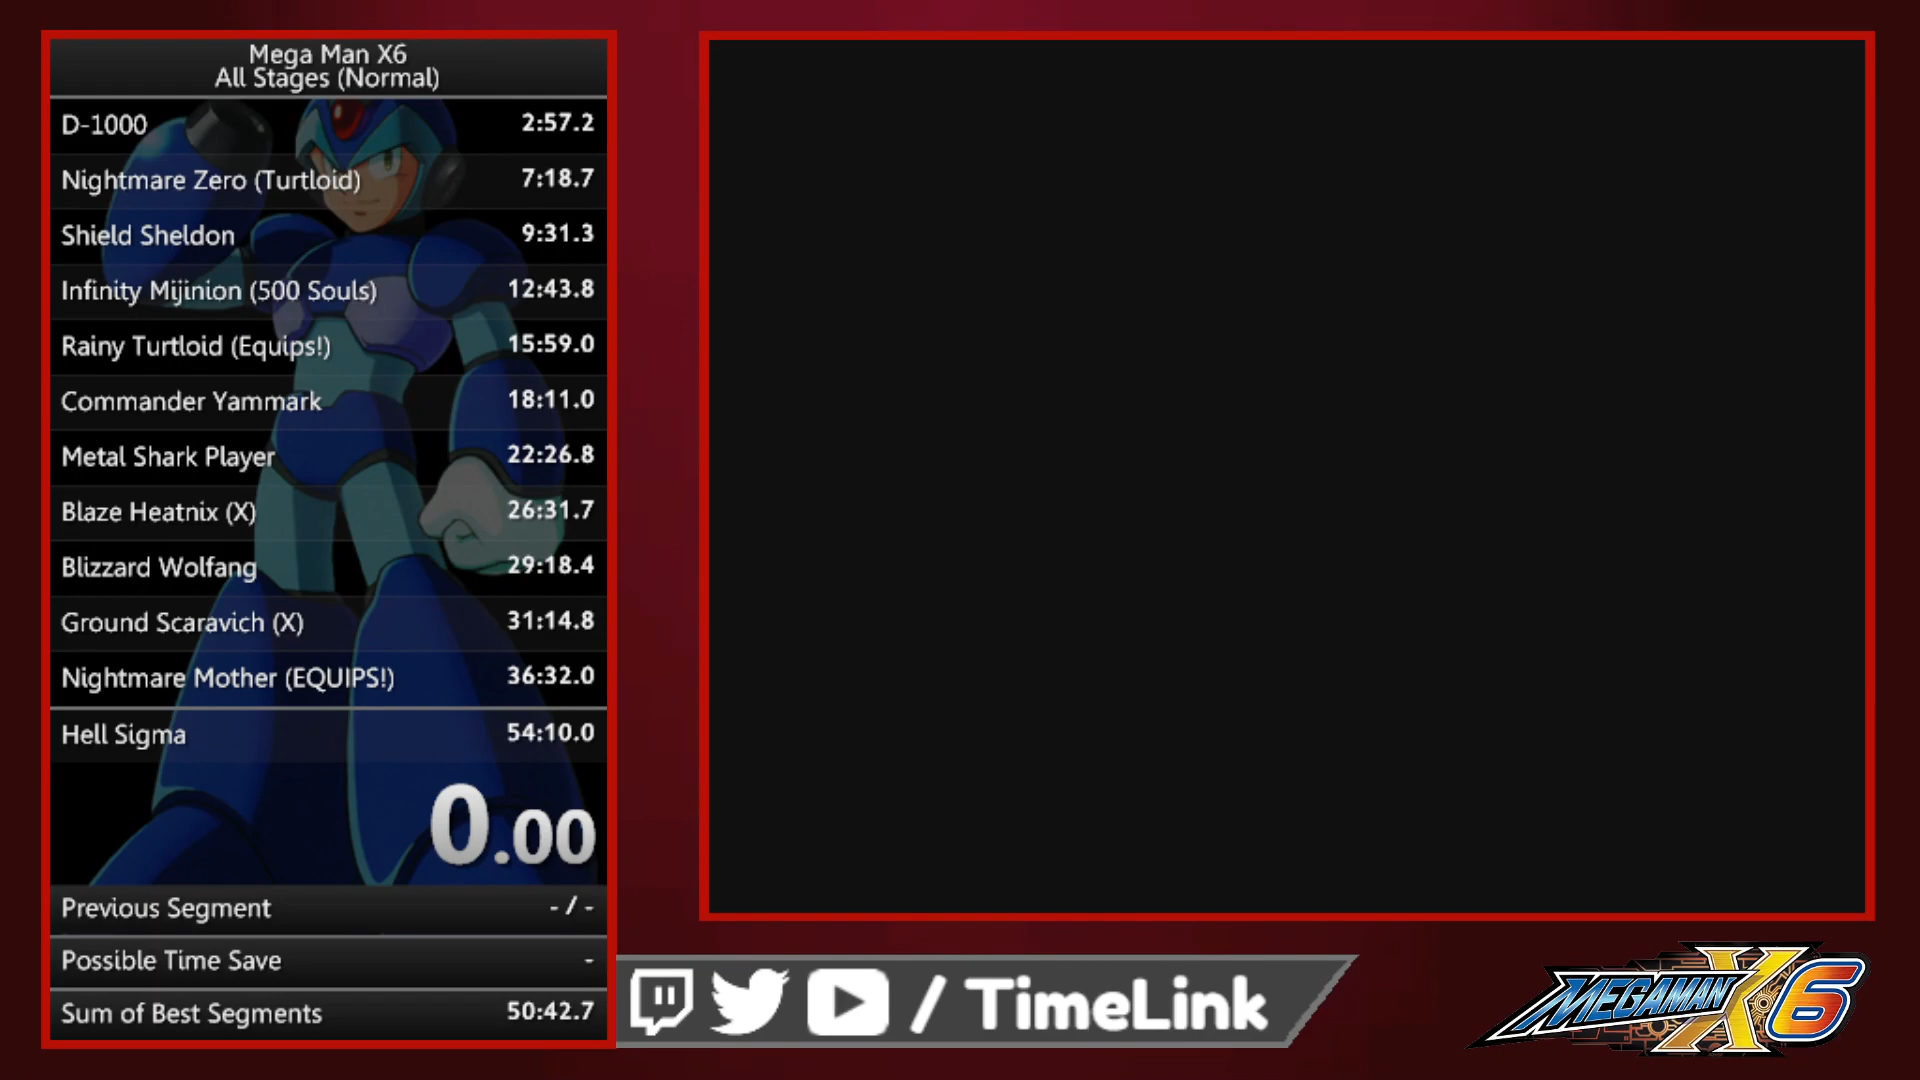 Mega Man X6
All Stages (Normal)
D-1000 2:57.2
Nightmare Zero (Turtloid) 7:18.7
Shield Sheldon 9:31.3
Infinity Mijinion (500 Souls) 12:43.8
Rainy Turtloid (Equips!) 15:59.0
Commander Yammark 18:11.0
Metal Shark Player 22:26.8
Blaze Heatnix (X) 26:31.7
Blizzard Wolfang 29:18.4
Ground Scaravich (X) 31:14.8
Nightmare Mother (EQUIPS!) 36:32.0
Hell Sigma 54:10.0
0.00
Previous Segment - / -
Possible Time Save -
Sum of Best Segments 50:42.7
/ TimeLink
MEGAMAN X6